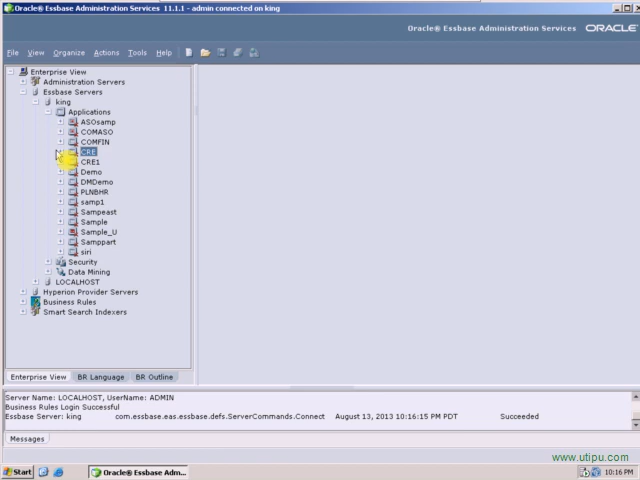 Oracle® Essbase Administration Services 11.1.1 - admin connected on king
Oracle® Essbase Administration Services ORACLE
File View Organize Actions Tools Help
Enterprise View
Administration Servers
Essbase Servers
king
Applications
ASOsamp
COMASO
COMFIN
CRE
CRE1
Demo
DMDemo
PLNBHR
samp1
Sampeast
Sample
Sample_U
Samppart
siri
Security
Data Mining
LOCALHOST
Hyperion Provider Servers
Business Rules
Smart Search Indexers
Enterprise View BR Language BR Outline
Server Name: LOCALHOST, UserName: ADMIN
Business Rules Login Successful
Essbase Server: king com.essbase.eas.essbase.defs.ServerCommands.Connect August 13, 2013 10:16:15 PM PDT Succeeded
Messages
www.utipu.com
Start Oracle® Essbase Adm... 10:16 PM